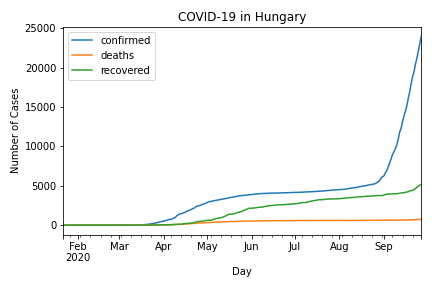 COVID-19 in Hungary
confirmed
deaths
recovered
Number of Cases
25000
20000
15000
10000
5000
0
Feb Mar Apr May Jun Jul Aug Sep
2020
Day